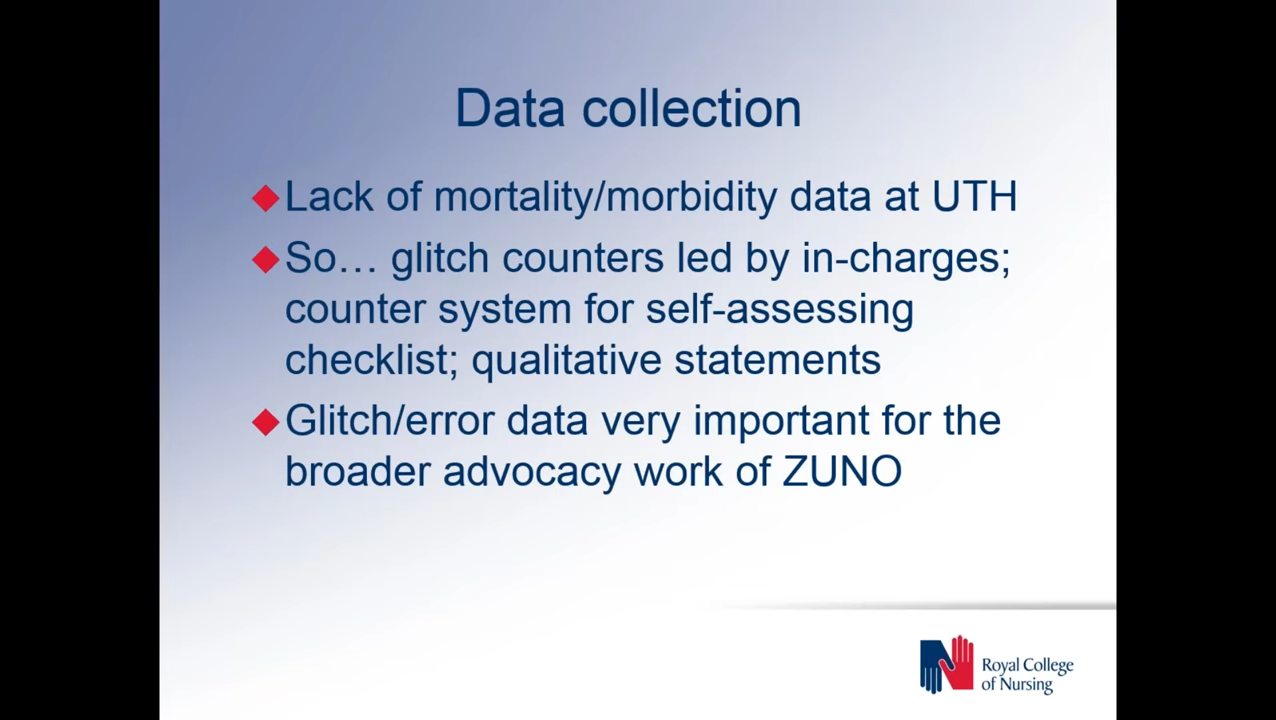 Data collection
Lack of mortality/morbidity data at UTH
So… glitch counters led by in-charges;
counter system for self-assessing
checklist; qualitative statements
Glitch/error data very important for the
broader advocacy work of ZUNO
Royal College
of Nursing